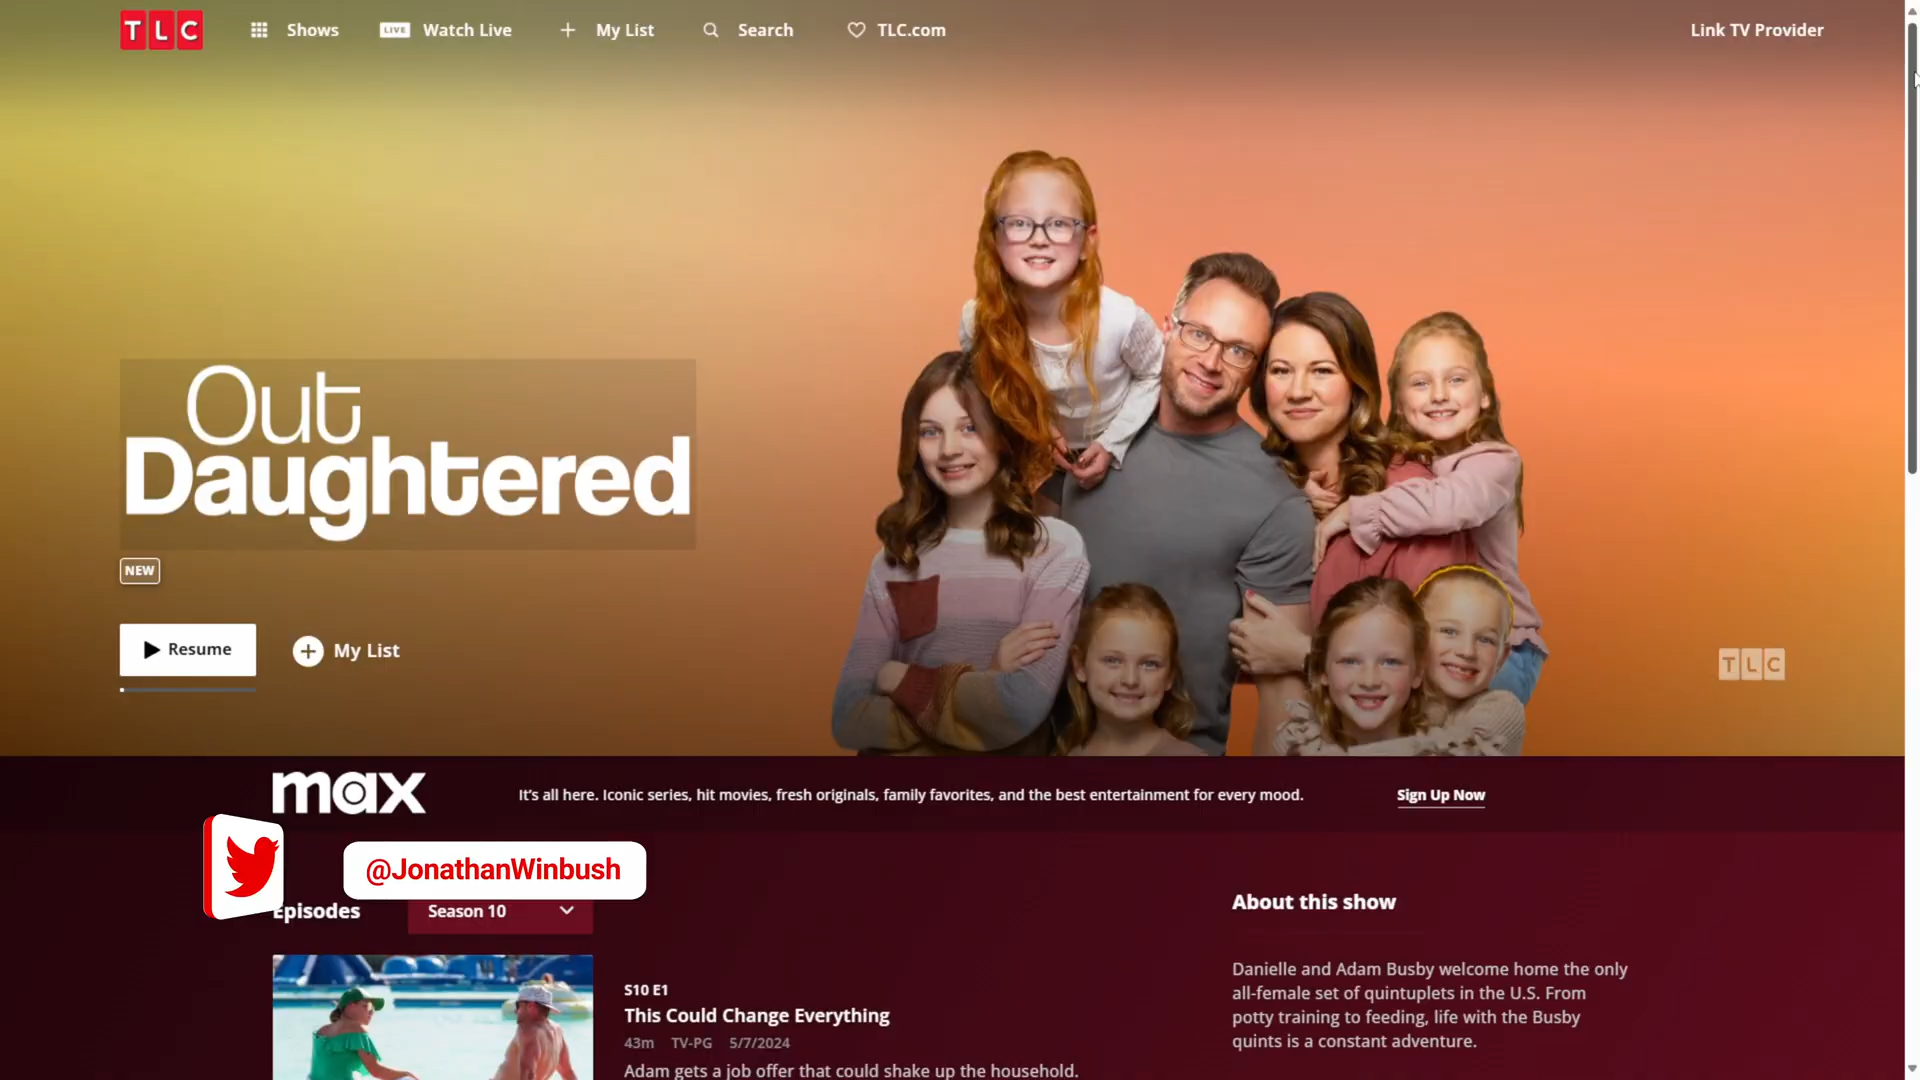 TLC
Shows
LIVE
Watch Live
My List
Search
TLC.com
Link TV Provider
Out
Daughtered
NEW
Resume
My List
TLC
max
It's all here. Iconic series, hit movies, fresh originals, family favorites, and the best entertainment for every mood.
Sign Up Now
@JonathanWinbush
Episodes
Season 10
S10 E1
This Could Change Everything
43m TV-PG 5/7/2024
Adam gets a job offer that could shake up the household.
About this show
Danielle and Adam Busby welcome home the only
all-female set of quintuplets in the U.S. From
potty training to feeding, life with the Busby
quints is a constant adventure.